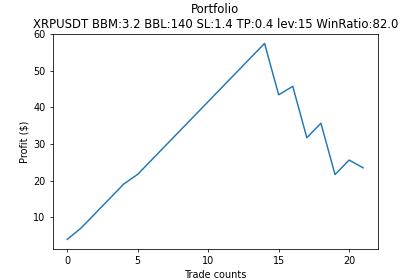 Portfolio
XRPUSDT BBM:3.2 BBL:140 SL:1.4 TP:0.4 lev:15 WinRatio:82.0
60
50
40
30
20
10
Profit ($)
0 5 10 15 20
Trade counts